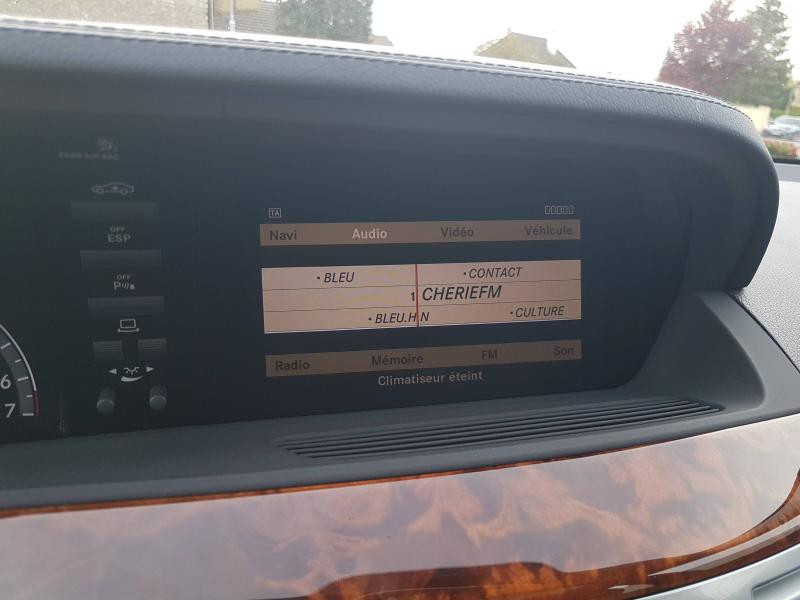 PASS AIR BAG
OFF
ESP
OFF
P
6
7
TA
Navi Audio Vidéo Véhicule
• BLEU • CONTACT
1 CHERIEFM
• BLEU.H N • CULTURE
Radio Mémoire FM Son
Climatiseur éteint